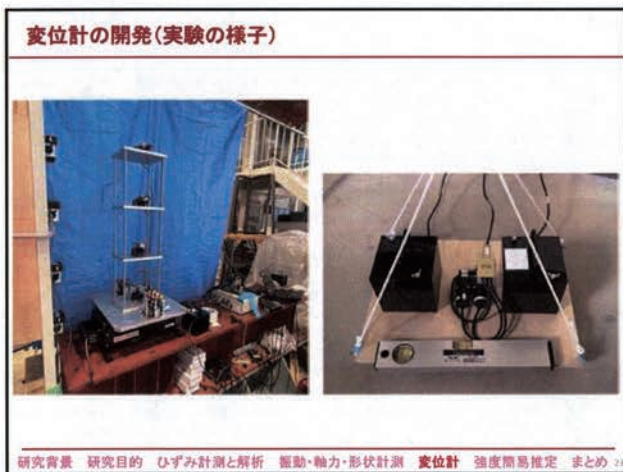 変位計の開発(実験の様子)
研究背景 研究目的 ひずみ計測と解析 振動・軸力・形状計測 変位計 強度簡易推定 まとめ